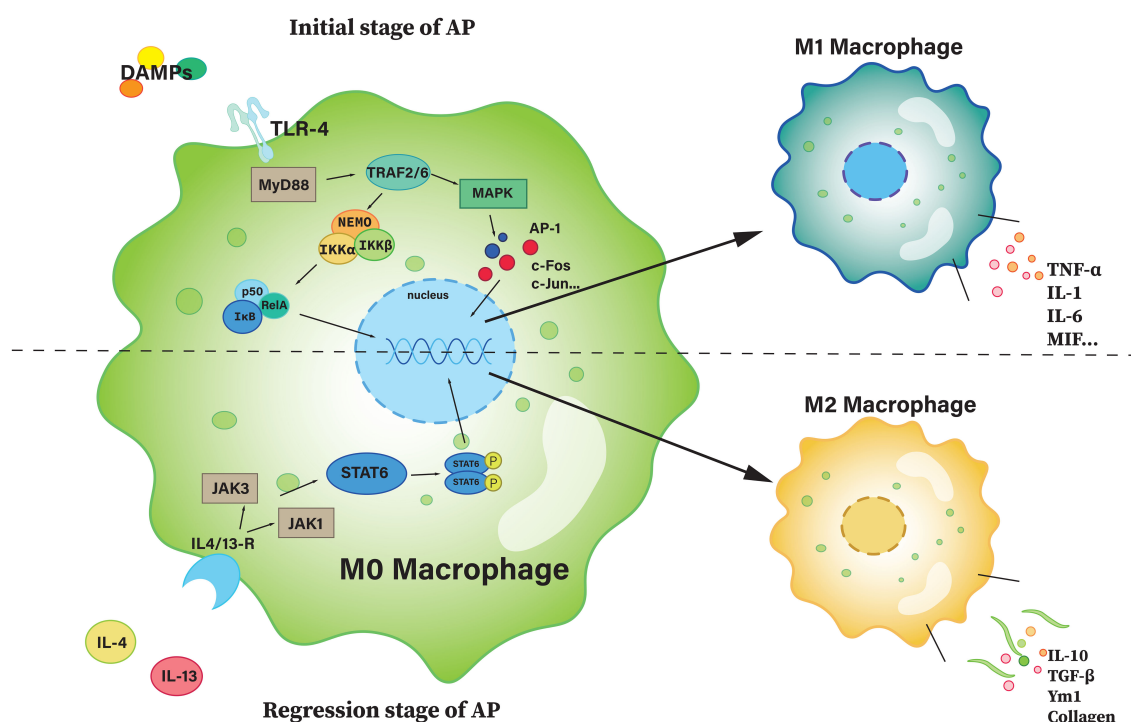 Initial stage of AP
DAMPs
TLR-4
MyD88
TRAF2/6
MAPK
NEMO
IKKα
IKKβ
AP-1
c-Fos
c-Jun...
p50
RelA
IκB
nucleus
M1 Macrophage
TNF-α
IL-1
IL-6
MIF...
M2 Macrophage
IL-10
TGF-β
Ym1
Collagen
STAT6
STAT6
P
STAT6
P
JAK3
JAK1
IL4/13-R
M0 Macrophage
IL-4
IL-13
Regression stage of AP